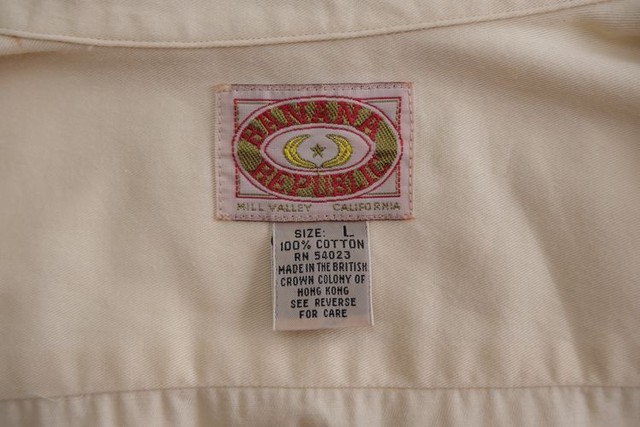 BANANA
REPUBLIC
MILL VALLEY CALIFORNIA
SIZE: L
100% COTTON
RN 54023
MADE IN THE BRITISH
CROWN COLONY OF
HONG KONG
SEE REVERSE
FOR CARE